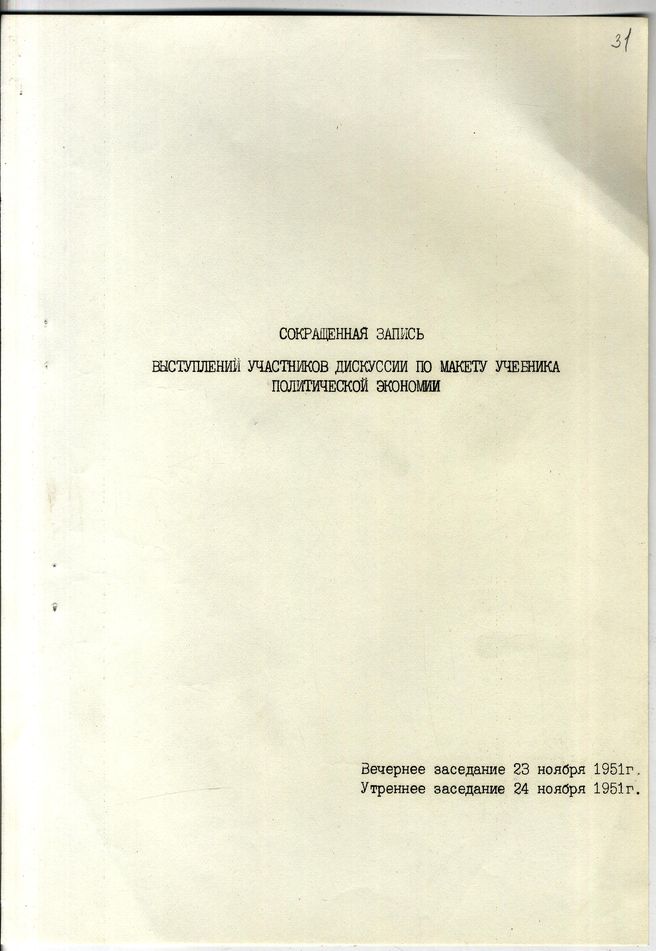 31
СОКРАЩЕННАЯ ЗАПИСЬ
ВЫСТУПЛЕНИЙ УЧАСТНИКОВ ДИСКУССИИ ПО МАКЕТУ УЧЕБНИКА
ПОЛИТИЧЕСКОЙ ЭКОНОМИИ
Вечернее заседание 23 ноября 1951г.
Утреннее заседание 24 ноября 1951г.